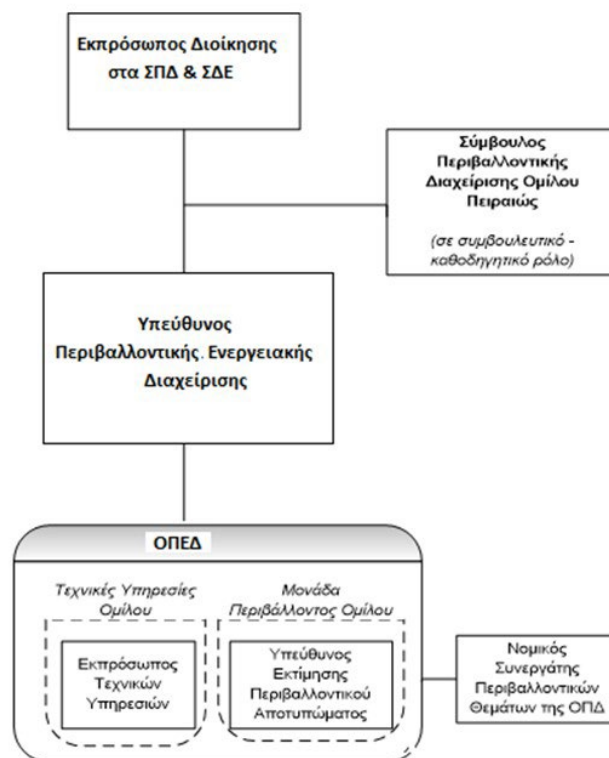 Εκπρόσωπος Διοίκησης
στα ΣΠΔ & ΣΔΕ
Σύμβουλος
Περιβαλλοντικής
Διαχείρισης Ομίλου
Πειραιώς
(σε συμβουλευτικό -
καθοδηγητικό ρόλο)
Υπεύθυνος
Περιβαλλοντικής. Ενεργειακής
Διαχείρισης
ΟΠΕΔ
Τεχνικές Υπηρεσίες
Ομίλου
Εκπρόσωπος
Τεχνικών
Υπηρεσιών
Μονάδα
Περιβάλλοντος Ομίλου
Υπεύθυνος
Εκτίμησης
Περιβαλλοντικού
Αποτυπώματος
Νομικός
Συνεργάτης
Περιβαλλοντικών
Θεμάτων της ΟΠΔ